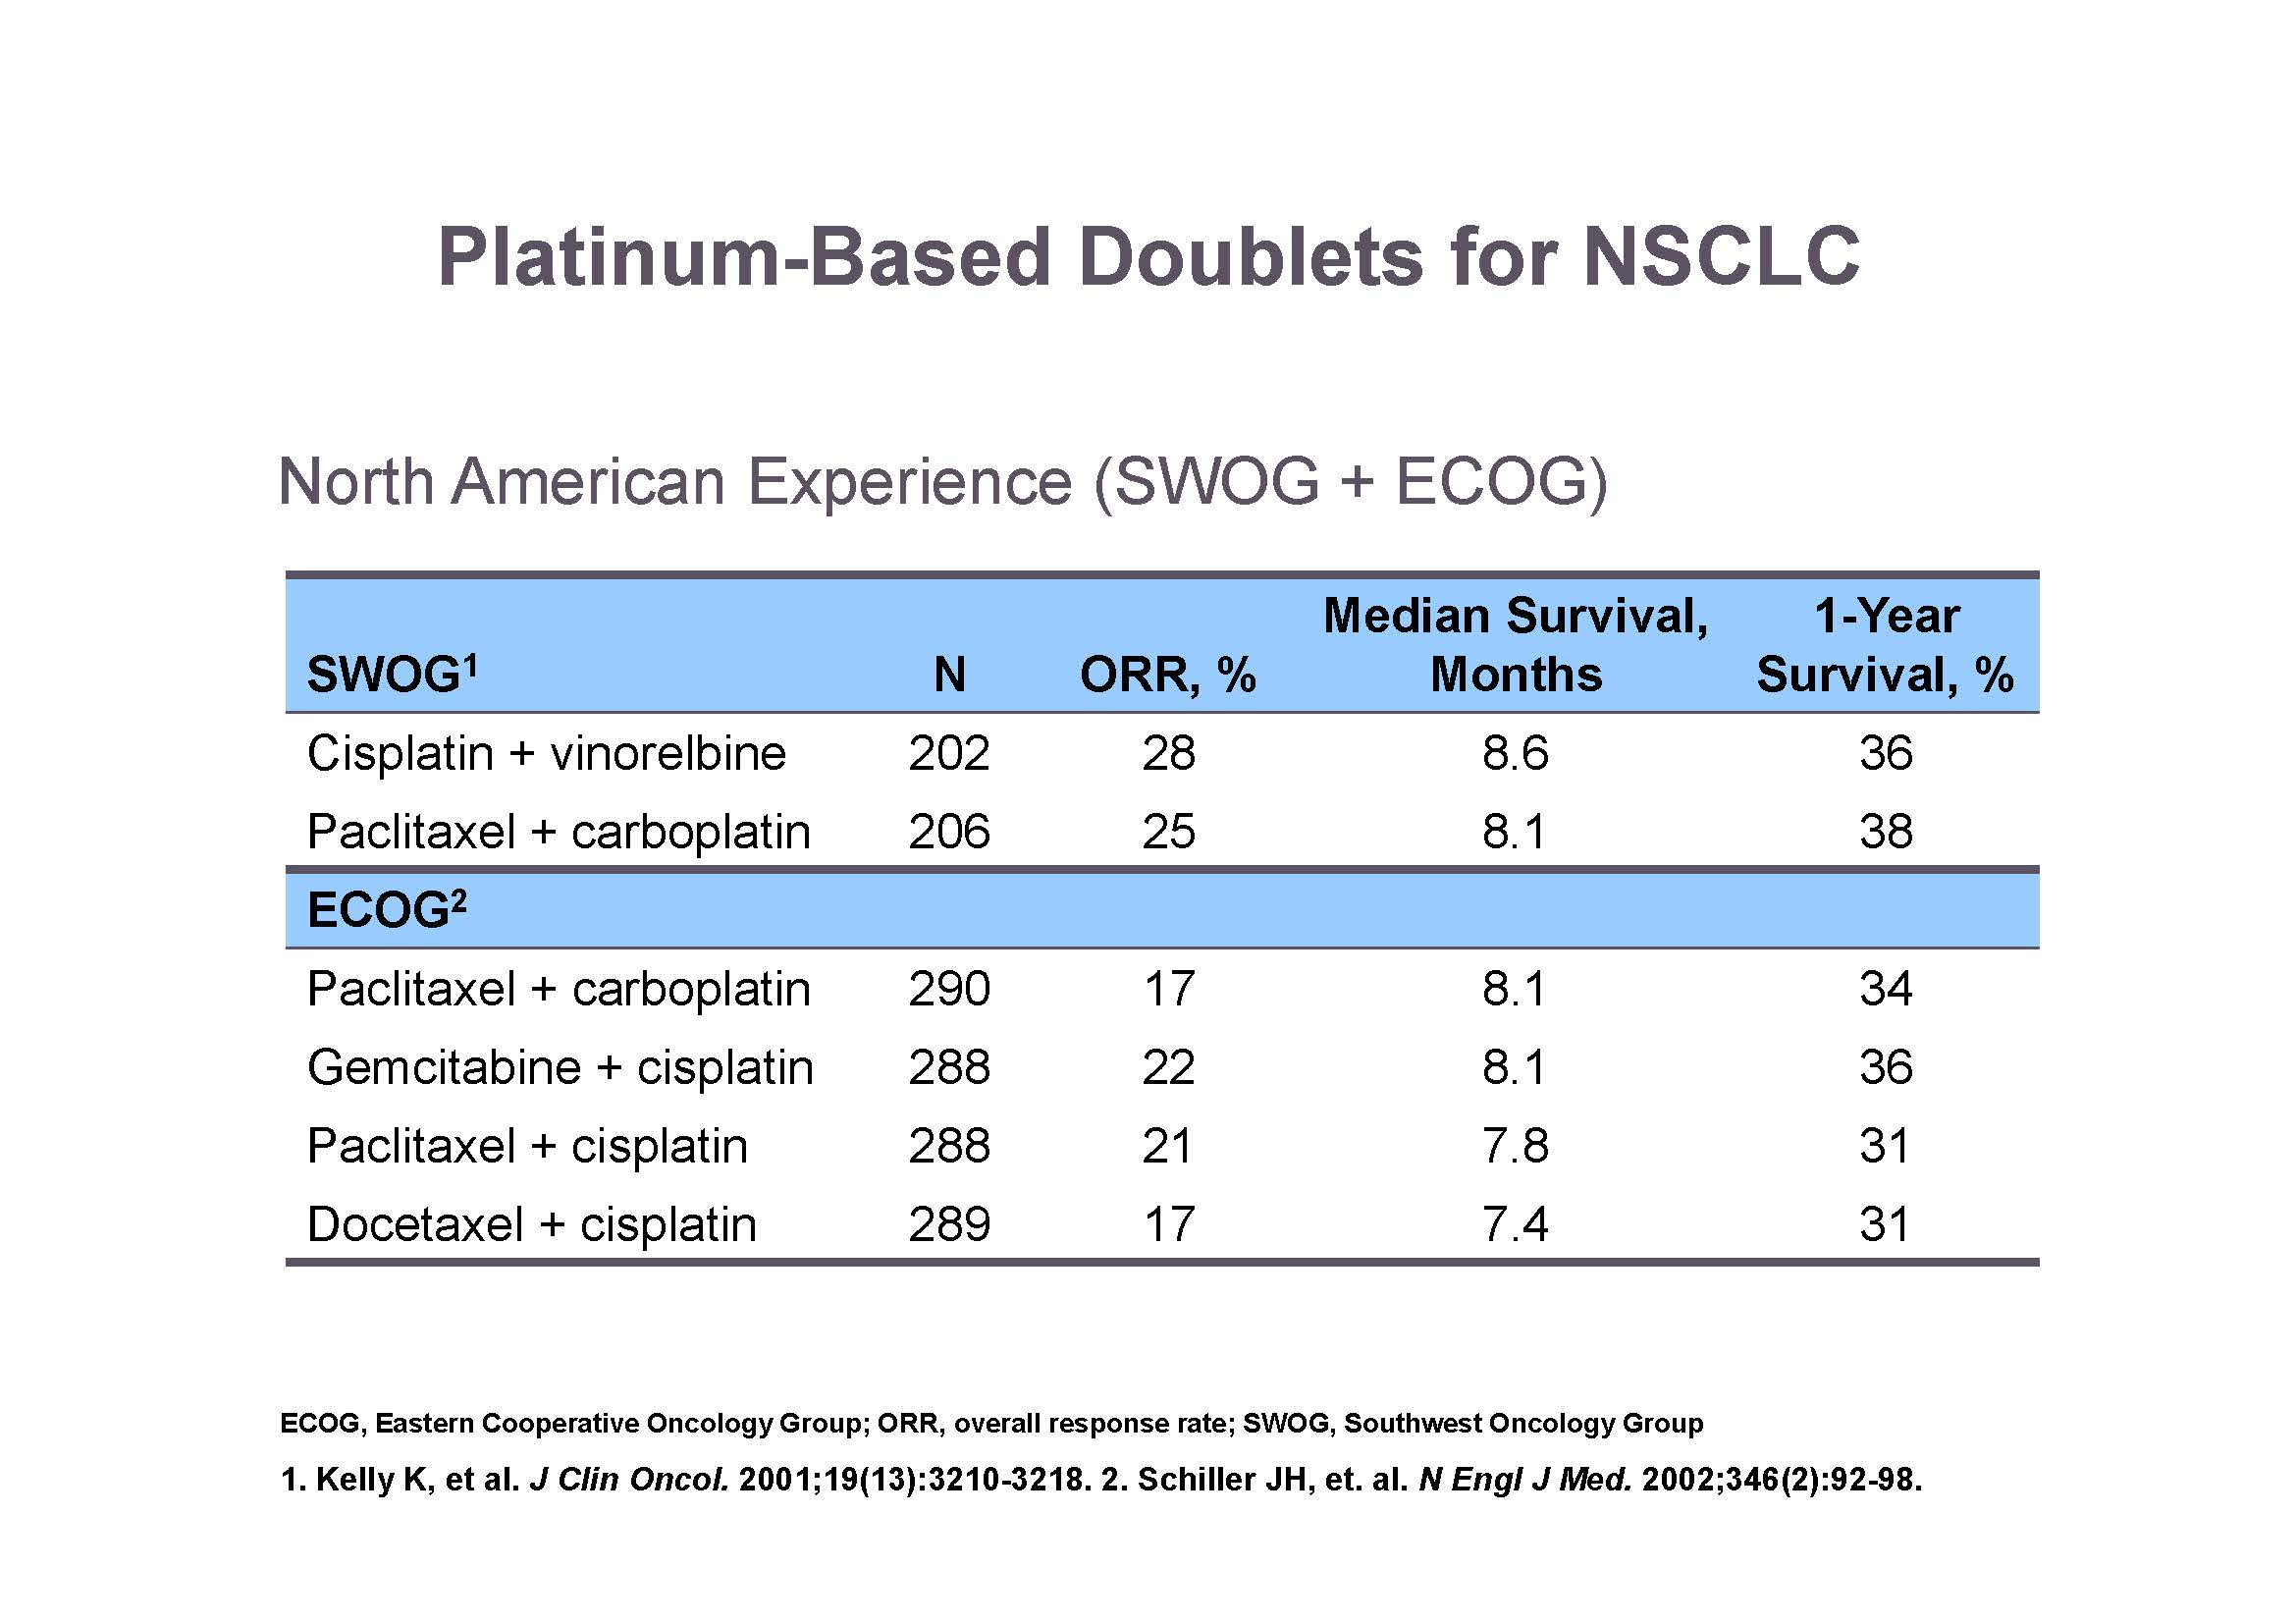 Platinum-Based Doublets for NSCLC
North American Experience (SWOG + ECOG)
SWOG¹ N ORR, % Median Survival, Months 1-Year Survival, %
Cisplatin + vinorelbine 202 28 8.6 36
Paclitaxel + carboplatin 206 25 8.1 38
ECOG²
Paclitaxel + carboplatin 290 17 8.1 34
Gemcitabine + cisplatin 288 22 8.1 36
Paclitaxel + cisplatin 288 21 7.8 31
Docetaxel + cisplatin 289 17 7.4 31
ECOG, Eastern Cooperative Oncology Group; ORR, overall response rate; SWOG, Southwest Oncology Group
1. Kelly K, et al. J Clin Oncol. 2001;19(13):3210-3218. 2. Schiller JH, et. al. N Engl J Med. 2002;346(2):92-98.